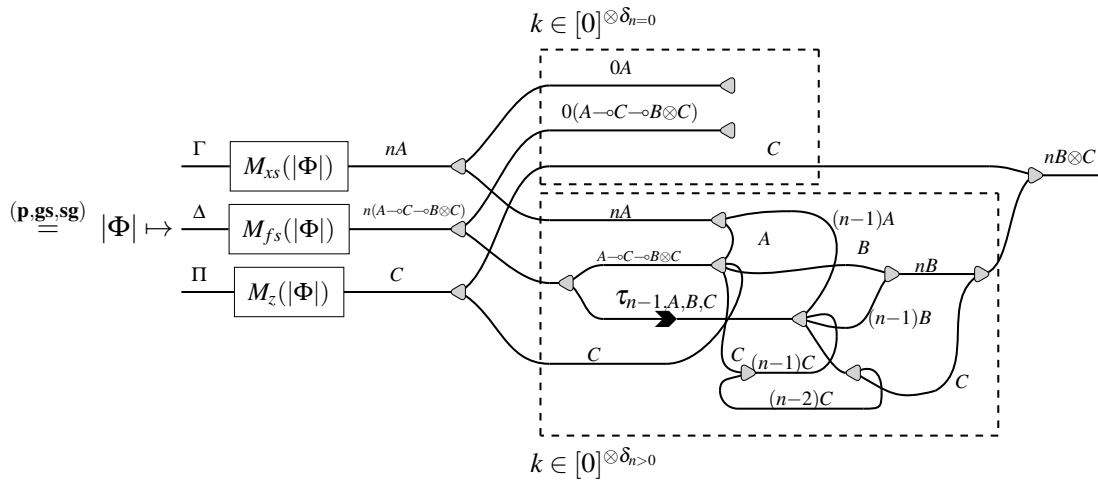 k ∈ [0]^{⊗δ_{n=0}}
0A
0(A⊸C⊸B⊗C)
C
nB⊗C
Γ M_{xs}(|Φ|) nA
nA (n−1)A
(p,gs,sg) ≡ |Φ| ↦ Δ M_{fs}(|Φ|) n(A⊸C⊸B⊗C)
A B
A⊸C⊸B⊗C nB
Π M_z(|Φ|) C
τ_{n−1,A,B,C} (n−1)B
C C (n−1)C C
(n−2)C
k ∈ [0]^{⊗δ_{n>0}}